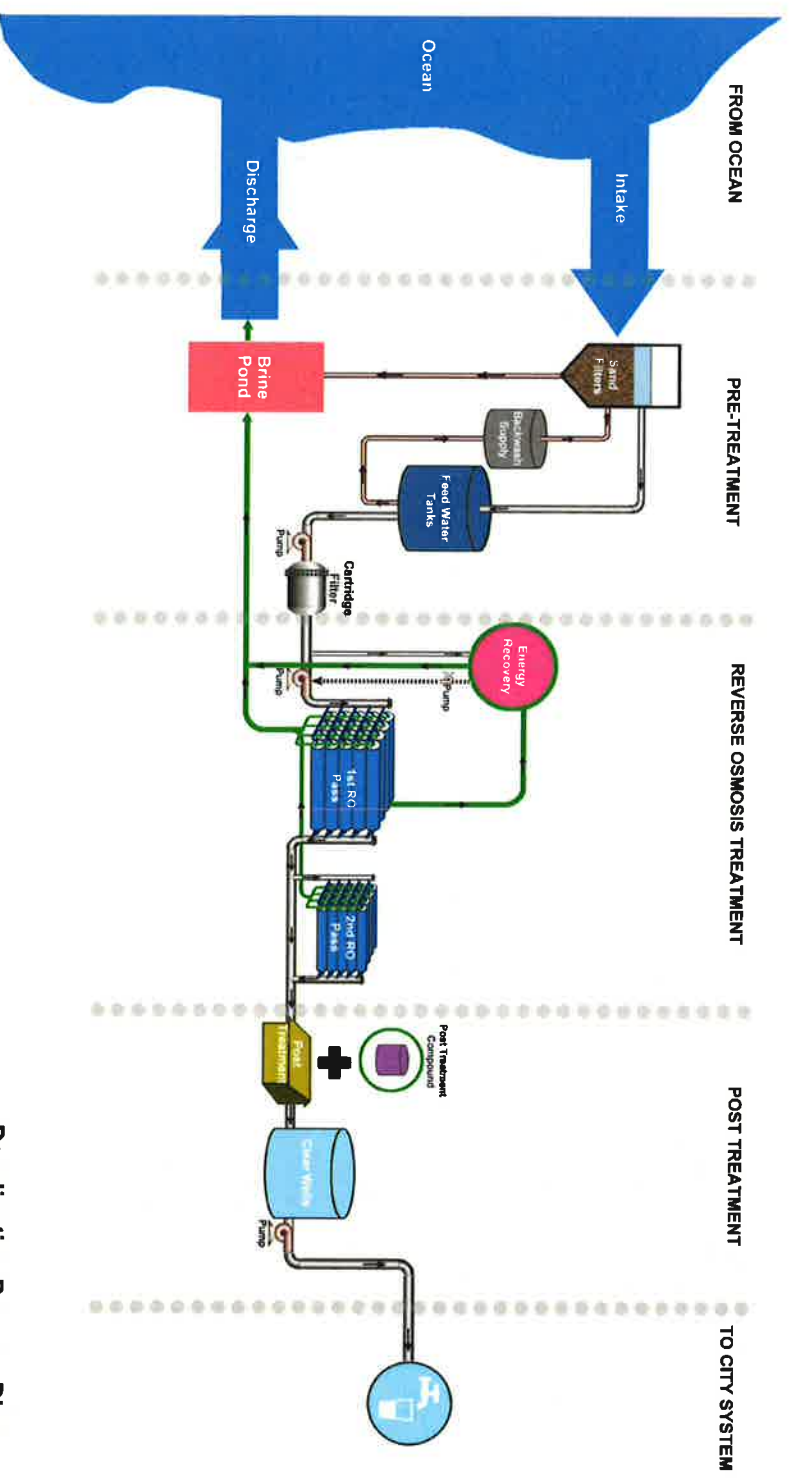 FROM OCEAN
PRE-TREATMENT
REVERSE OSMOSIS TREATMENT
POST TREATMENT
TO CITY SYSTEM
Ocean
Intake
Discharge
Sand
Filters
Backwash
Supply
Feed Water
Tanks
Brine
Pond
Pump
Cartridge
Filter
Energy
Recovery
Pump
Pump
1st RO
Pass
2nd RO
Pass
Post Treatment
Compound
Post
Treatment
Clear Wells
Pump